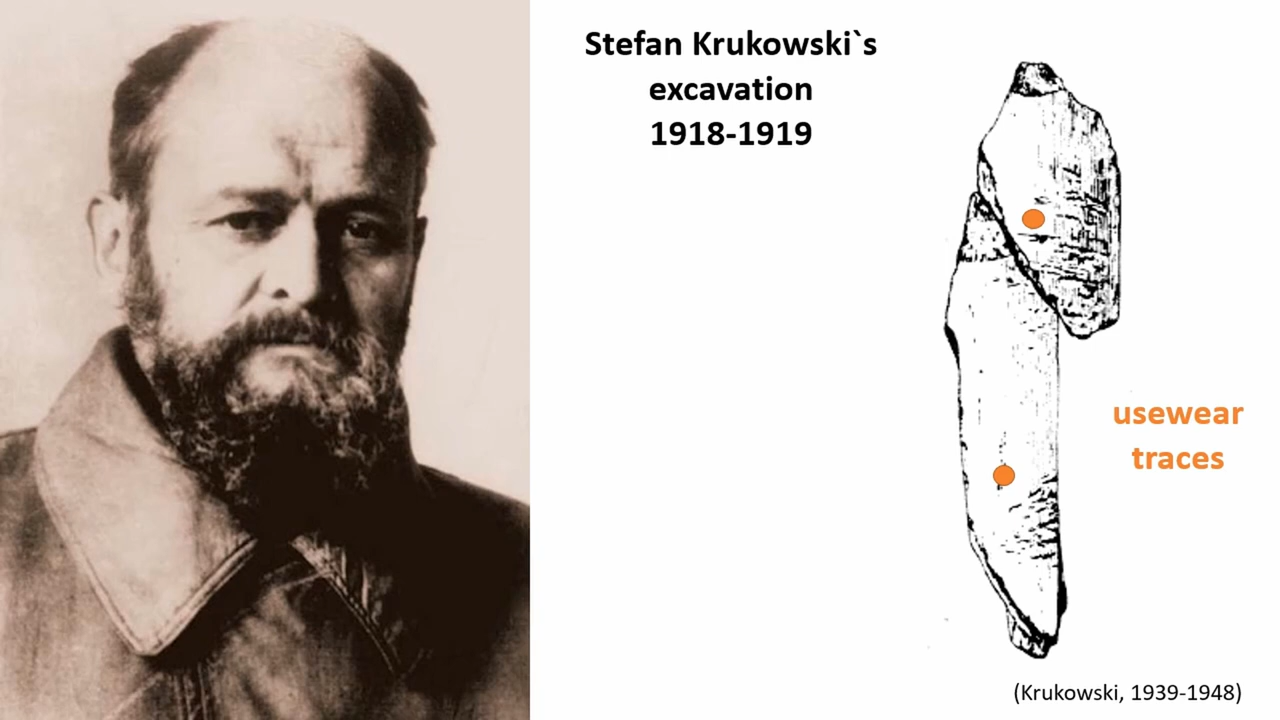 Stefan Krukowski`s
excavation
1918-1919
usewear
traces
(Krukowski, 1939-1948)